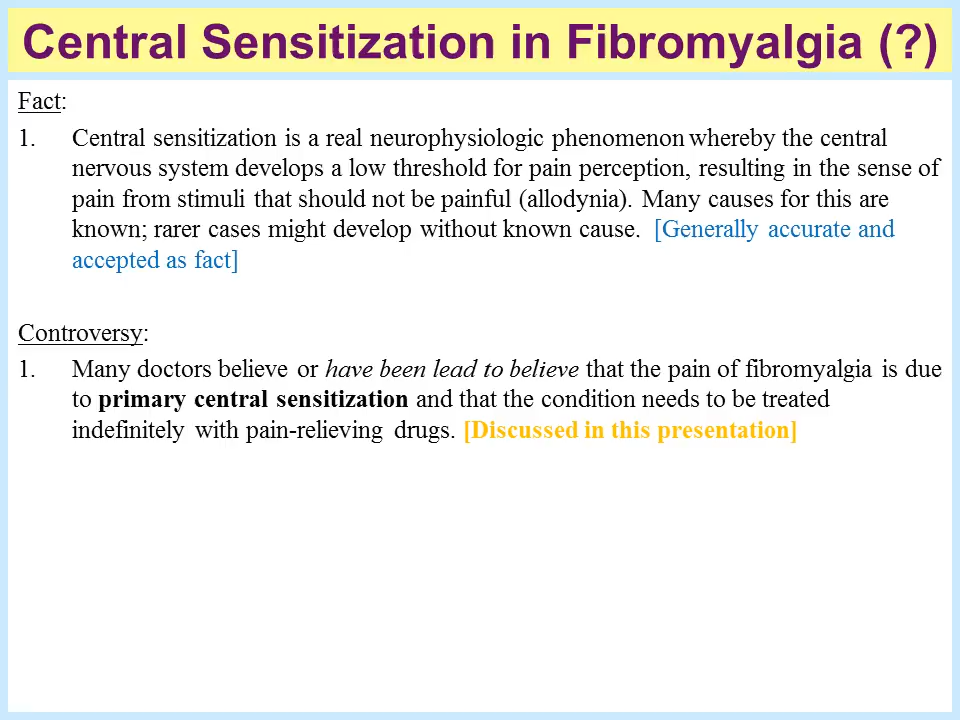 Central Sensitization in Fibromyalgia (?)
Fact:
1. Central sensitization is a real neurophysiologic phenomenon whereby the central
nervous system develops a low threshold for pain perception, resulting in the sense of
pain from stimuli that should not be painful (allodynia). Many causes for this are
known; rarer cases might develop without known cause. [Generally accurate and
accepted as fact]
Controversy:
1. Many doctors believe or have been lead to believe that the pain of fibromyalgia is due
to primary central sensitization and that the condition needs to be treated
indefinitely with pain-relieving drugs. [Discussed in this presentation]